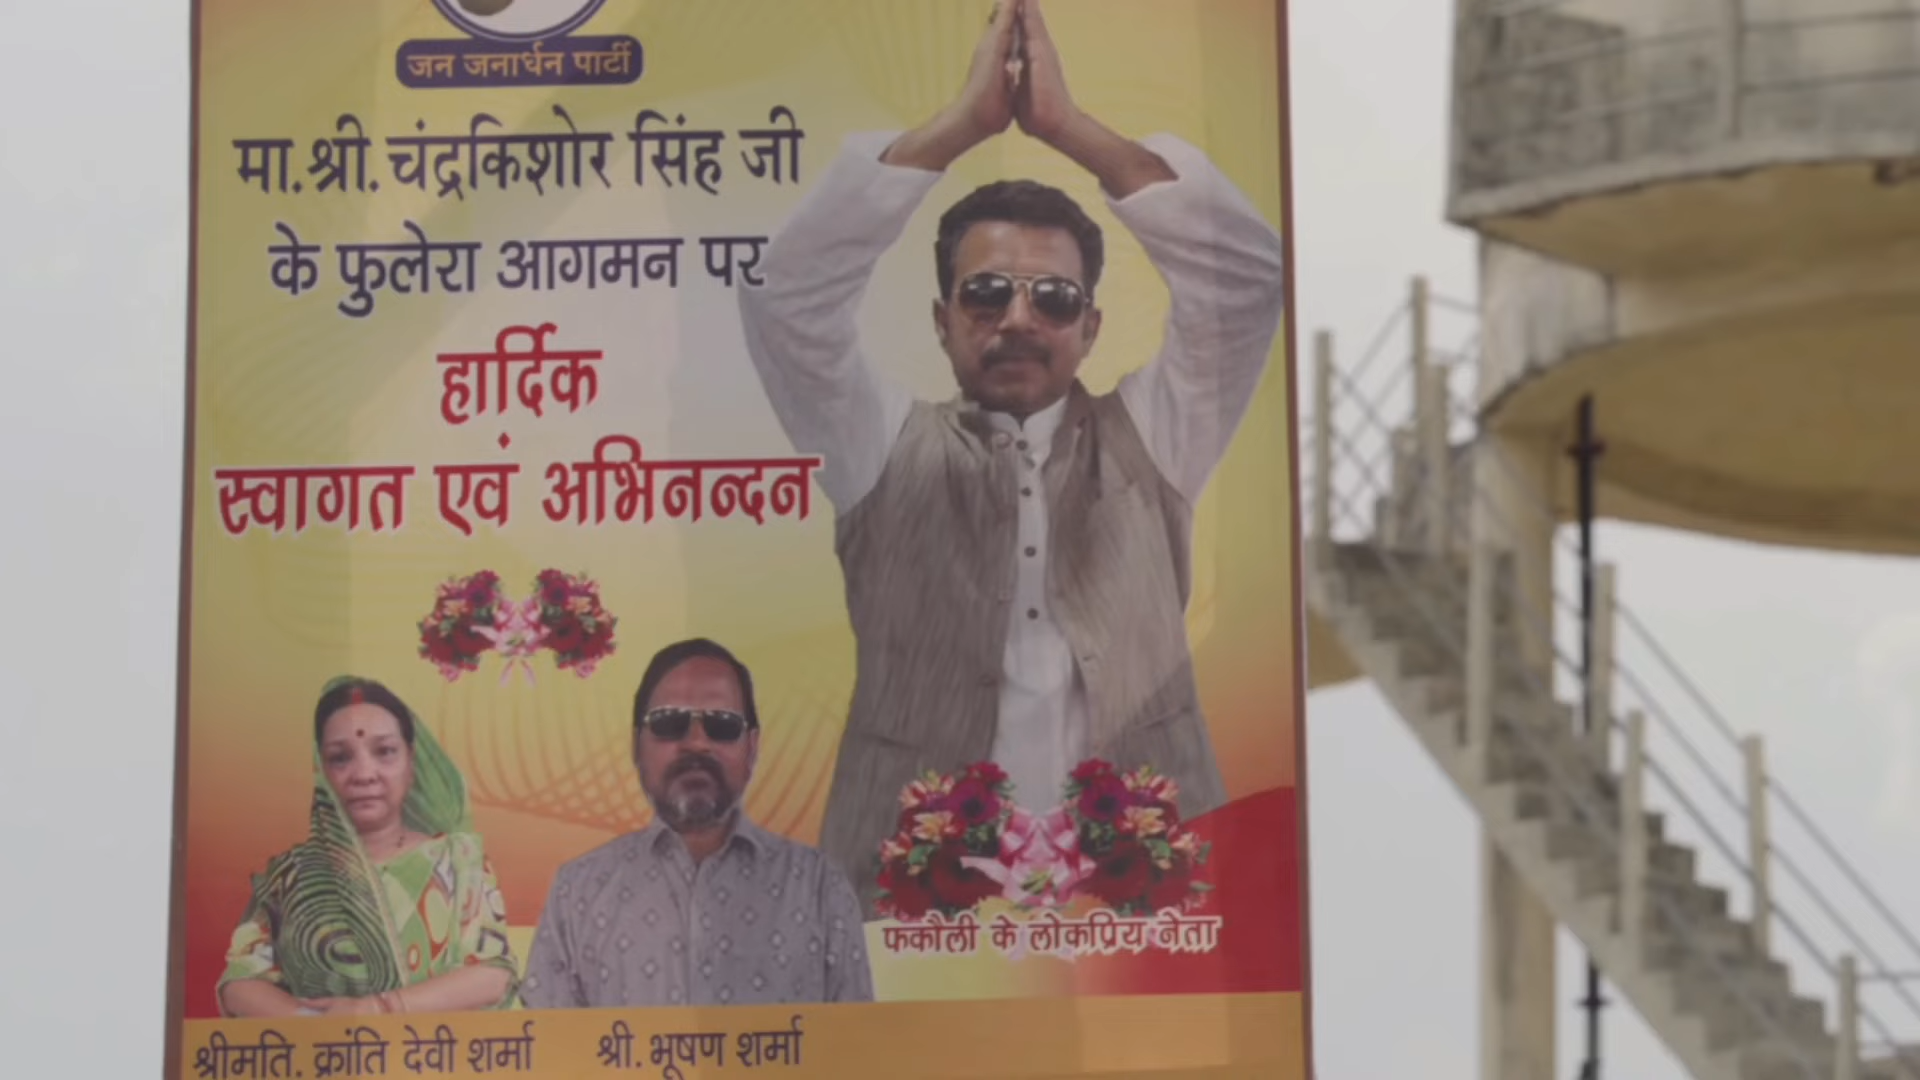 जन जनार्धन पार्टी
मा.श्री.चंद्रकिशोर सिंह जी
के फुलेरा आगमन पर
हार्दिक
स्वागत एवं अभिनन्दन
फकौली के लोकप्रिय नेता
श्रीमति. क्रांति देवी शर्मा
श्री. भूषण शर्मा